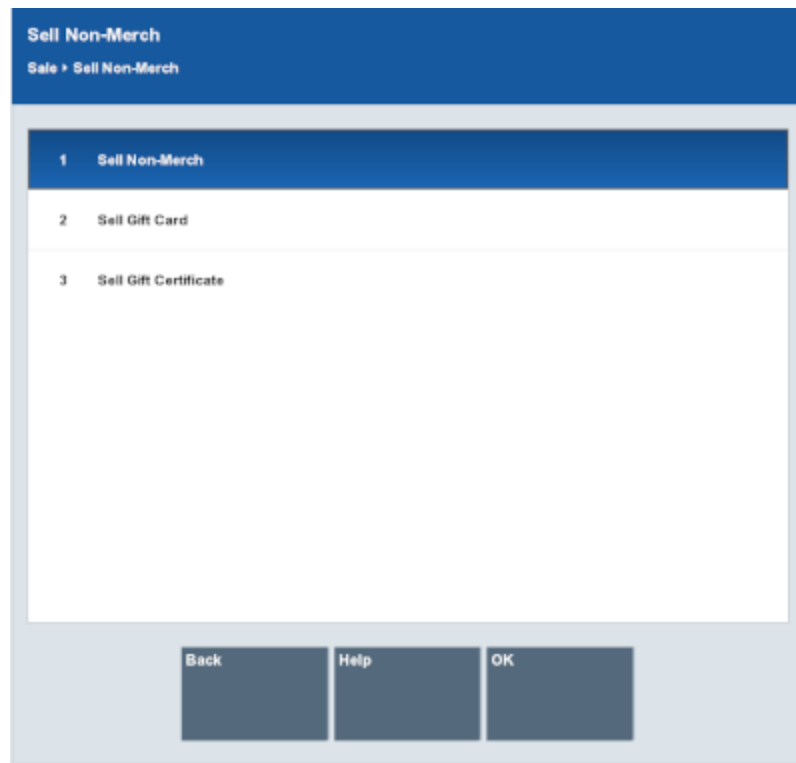 Sell Non-Merch
Sale ▸ Sell Non-Merch
1 Sell Non-Merch
2 Sell Gift Card
3 Sell Gift Certificate
Back Help OK